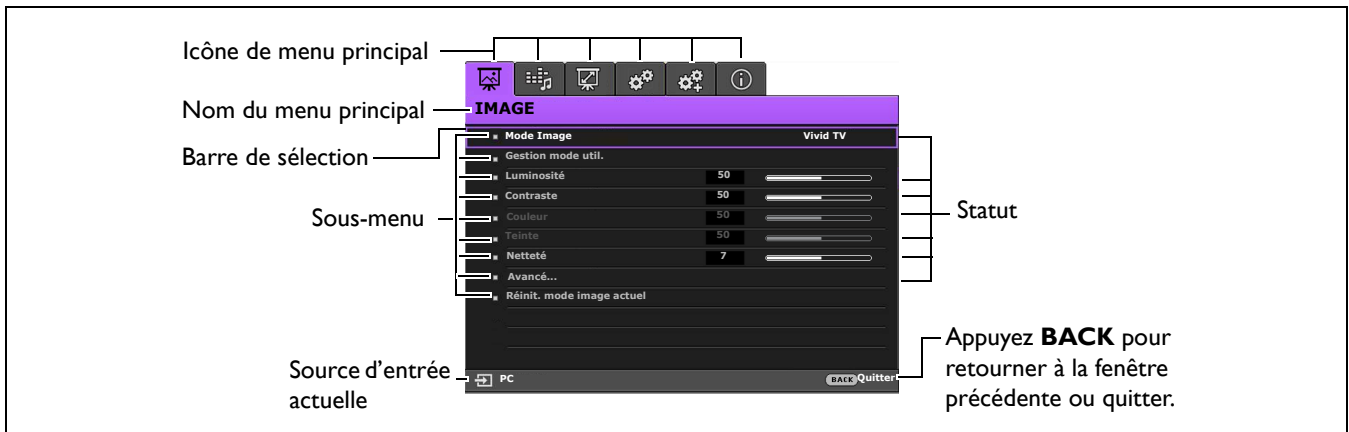 Icône de menu principal
Nom du menu principal
IMAGE
Barre de sélection
Mode Image Vivid TV
Gestion mode util.
Luminosité 50
Contraste 50
Sous-menu
Couleur 50
Statut
Teinte 50
Netteté 7
Avancé...
Réinit. mode image actuel
Source d'entrée
actuelle
PC
BACK Quitter
Appuyez BACK pour
retourner à la fenêtre
précédente ou quitter.